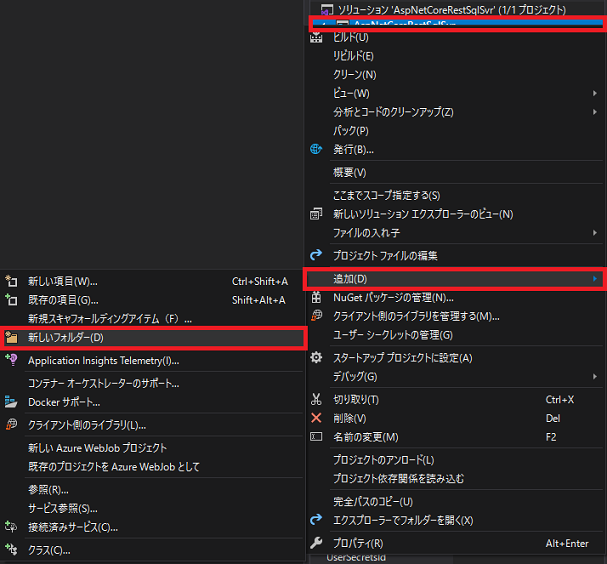 ソリューション 'AspNetCoreRestSqlSvr' (1/1 プロジェクト)
AspNetCoreRestSqlSvr
ビルド(U)
リビルド(E)
クリーン(N)
ビュー(W)
分析とコードのクリーンアップ(Z)
パック(P)
発行(B)...
概要(V)
ここまでスコープ指定する(S)
新しいソリューション エクスプローラーのビュー(N)
ファイルの入れ子
プロジェクト ファイルの編集
追加(D)
NuGet パッケージの管理(N)...
クライアント側のライブラリを管理する(M)...
ユーザー シークレットの管理(G)
スタートアップ プロジェクトに設定(A)
デバッグ(G)
切り取り(T) Ctrl+X
削除(V) Del
名前の変更(M) F2
プロジェクトのアンロード(L)
プロジェクト依存関係を読み込む
完全パスのコピー(U)
エクスプローラーでフォルダーを開く(X)
プロパティ(R) Alt+Enter
UserSecretsId
新しい項目(W)... Ctrl+Shift+A
既存の項目(G)... Shift+Alt+A
新規スキャフォールディングアイテム（F）...
新しいフォルダー(D)
Application Insights Telemetry(I)...
コンテナー オーケストレーターのサポート...
Docker サポート...
クライアント側のライブラリ(L)...
新しい Azure WebJob プロジェクト
既存のプロジェクトを Azure WebJob として
参照(R)...
サービス参照(S)...
接続済みサービス(C)...
クラス(C)...